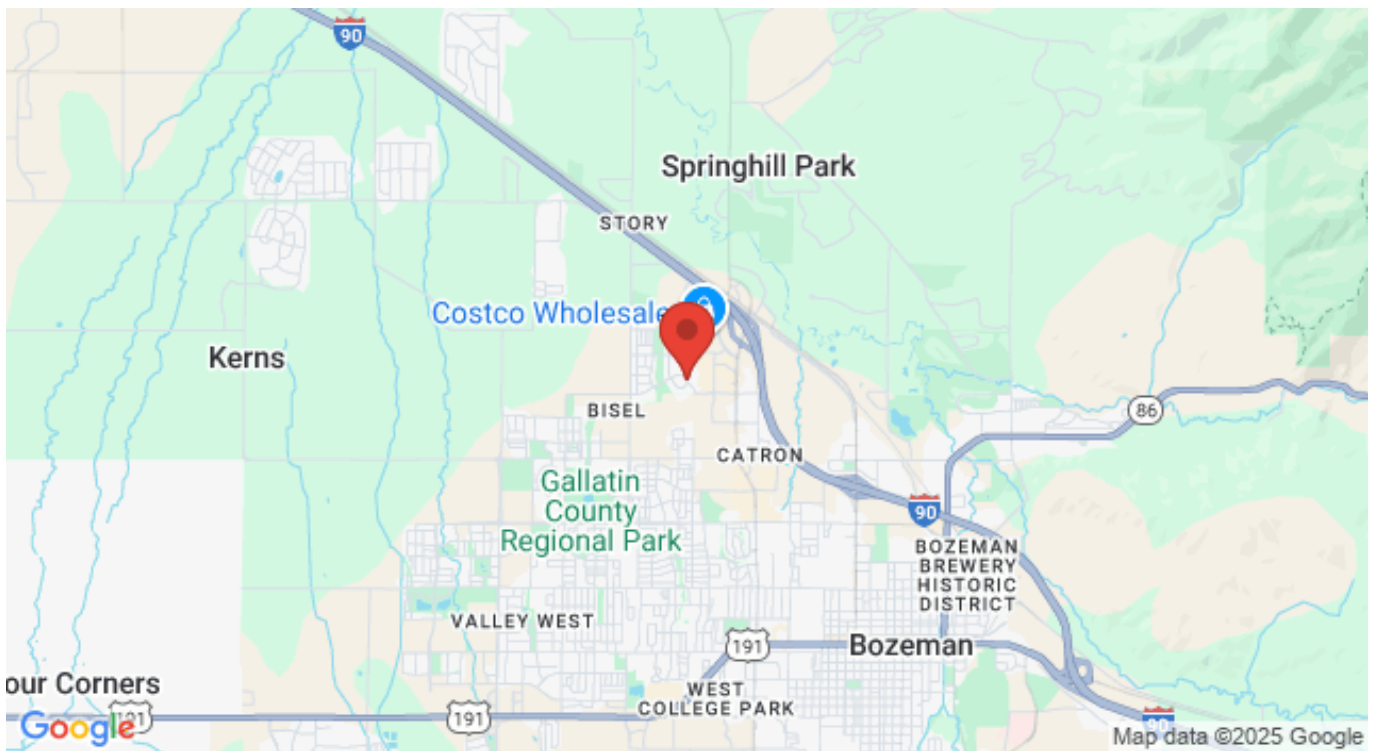 90
Springhill Park
STORY
Costco Wholesale
Kerns
86
BISEL
CATRON
Gallatin
County
Regional Park
90
BOZEMAN
BREWERY
HISTORIC
DISTRICT
VALLEY WEST
191
Bozeman
our Corners
WEST
COLLEGE PARK
191
191
90
Google
Map data ©2025 Google